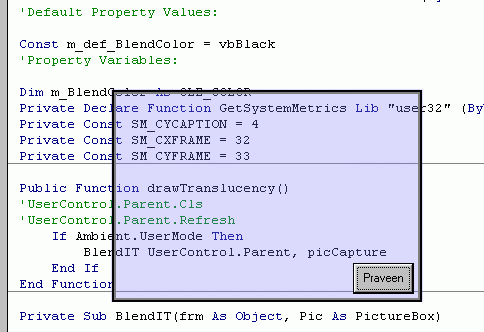 'Default Property Values:
Const m_def_BlendColor = vbBlack
'Property Variables:
Dim m_BlendColor As OLE_COLOR
Private Declare Function GetSystemMetrics Lib "user32" (By
Private Const SM_CYCAPTION = 4
Private Const SM_CXFRAME = 32
Private Const SM_CYFRAME = 33
Public Function drawTranslucency()
'UserControl.Parent.Cls
'UserControl.Parent.Refresh
If Ambient.UserMode Then
BlendIT UserControl.Parent, picCapture
End If
Praveen
End Function
Private Sub BlendIT(frm As Object, Pic As PictureBox)